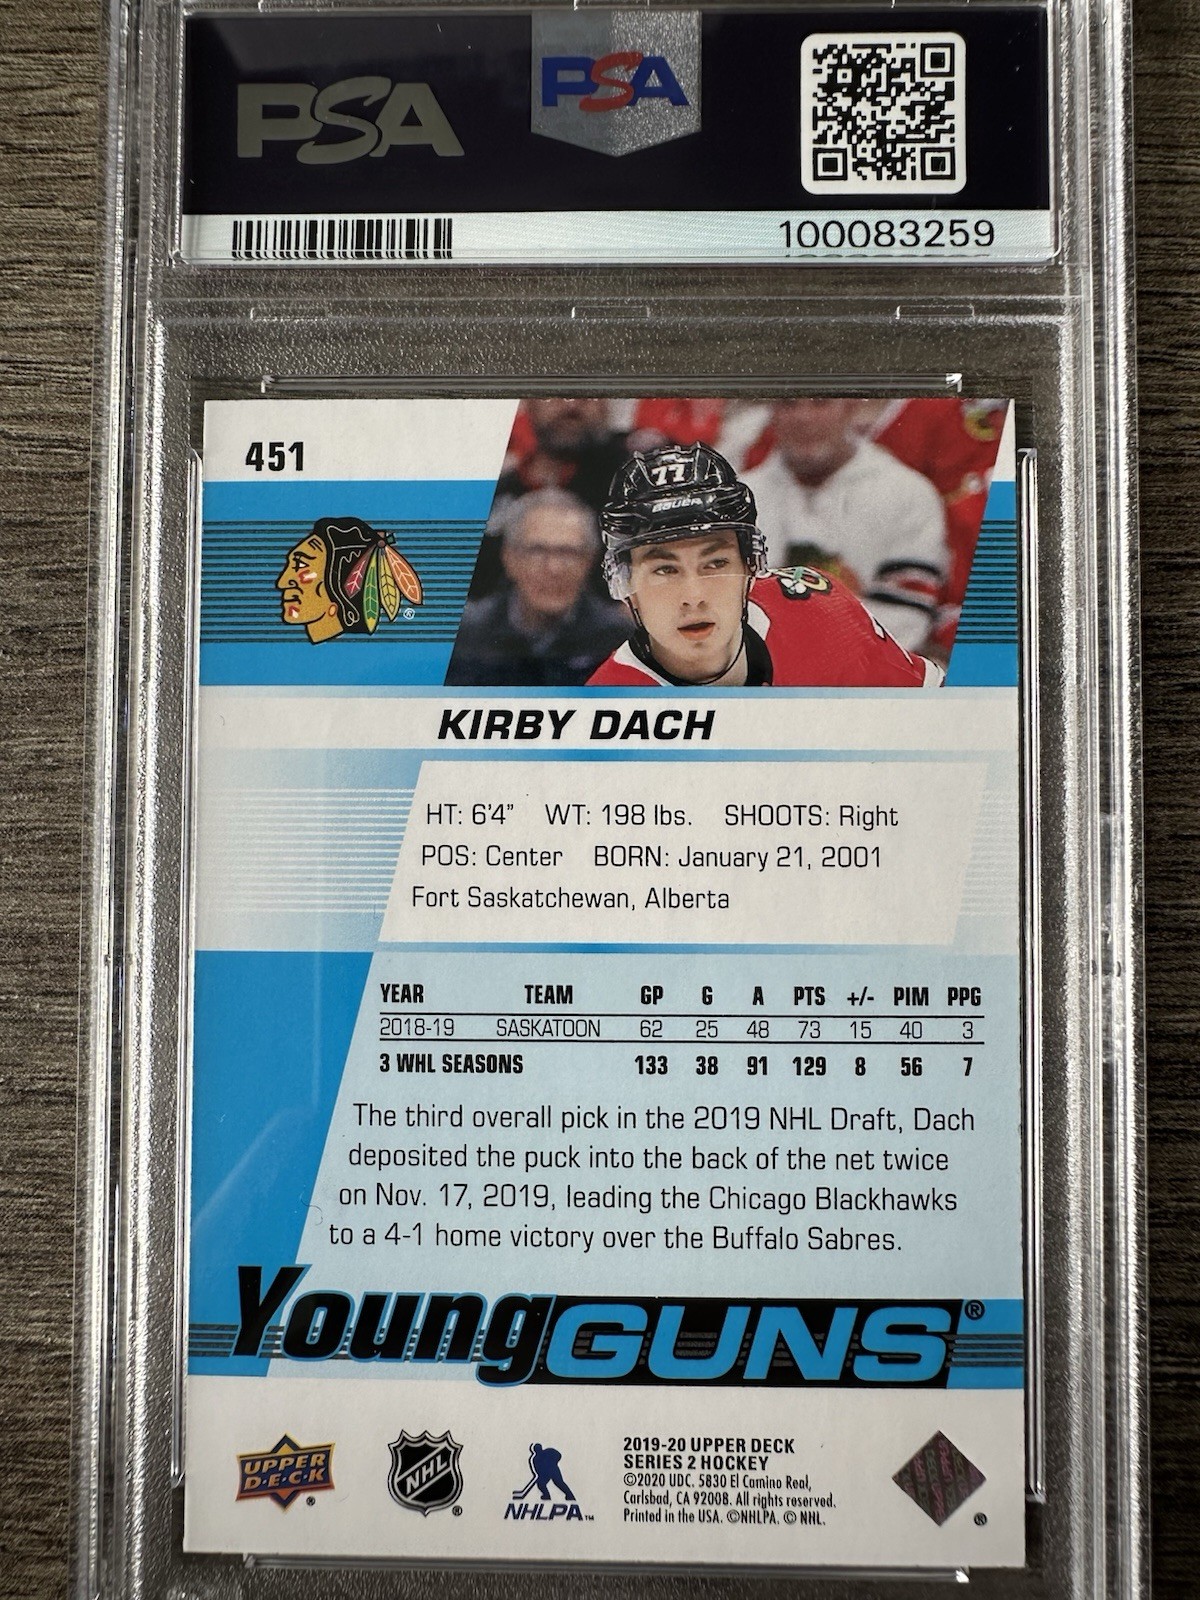 PSA
PSA
100083259
451
77
BAUER
®
KIRBY DACH
HT: 6'4" WT: 198 lbs. SHOOTS: Right
POS: Center BORN: January 21, 2001
Fort Saskatchewan, Alberta
YEAR TEAM GP G A PTS +/- PIM PPG
2018-19 SASKATOON 62 25 48 73 15 40 3
3 WHL SEASONS 133 38 91 129 8 56 7
The third overall pick in the 2019 NHL Draft, Dach
deposited the puck into the back of the net twice
on Nov. 17, 2019, leading the Chicago Blackhawks
to a 4-1 home victory over the Buffalo Sabres.
Young GUNS®
UPPER
D·E·C·K
®
NHL
®
NHLPA™
2019-20 UPPER DECK
SERIES 2 HOCKEY
©2020 UDC. 5830 El Camino Real,
Carlsbad, CA 92008. All rights reserved.
Printed in the USA. ©NHLPA. © NHL.
®